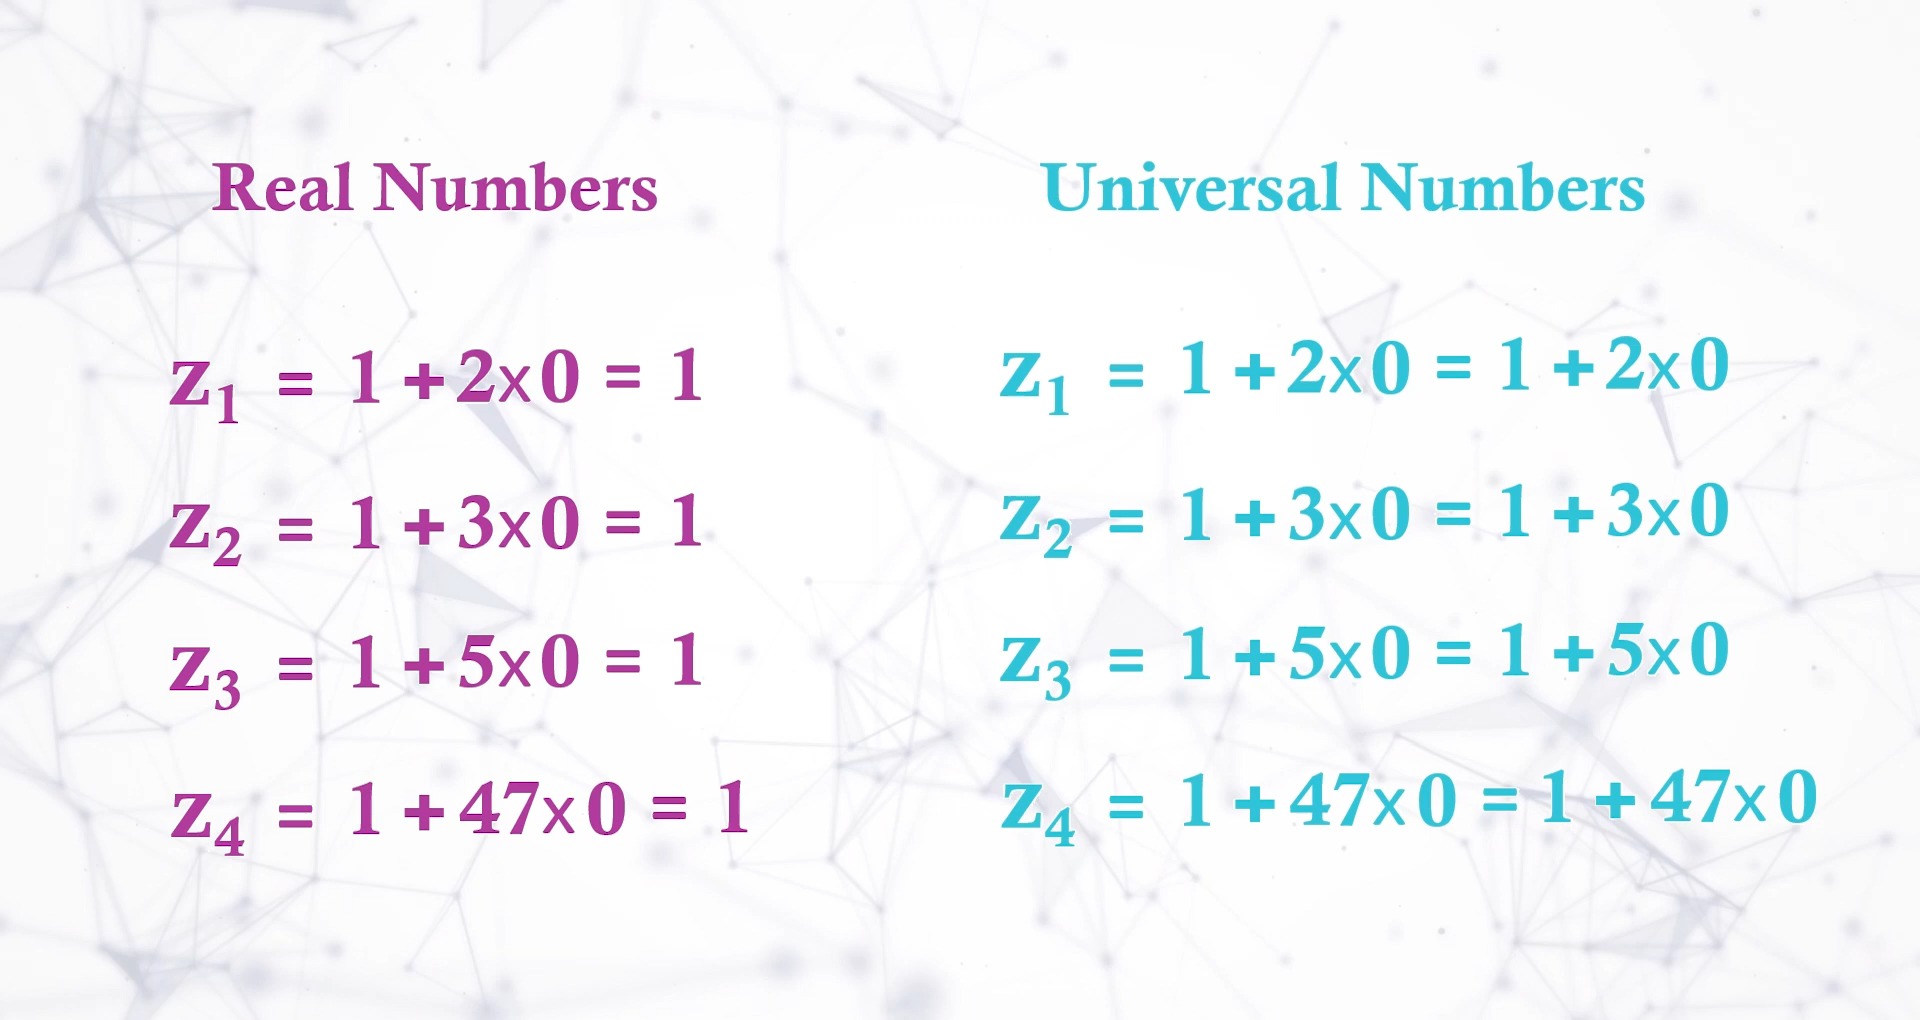 Real Numbers
z₁ = 1 + 2x0 = 1
z₂ = 1 + 3x0 = 1
z₃ = 1 + 5x0 = 1
z₄ = 1 + 47x0 = 1
Universal Numbers
z₁ = 1 + 2x0 = 1 + 2x0
z₂ = 1 + 3x0 = 1 + 3x0
z₃ = 1 + 5x0 = 1 + 5x0
z₄ = 1 + 47x0 = 1 + 47x0